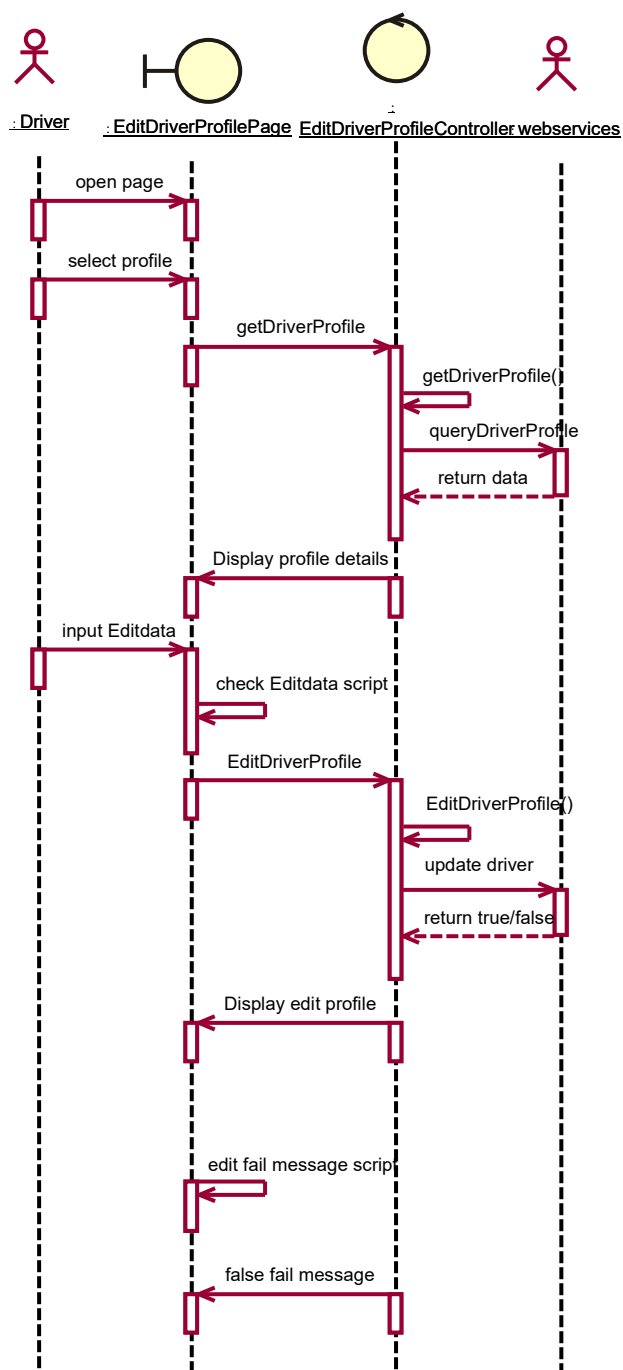 : Driver
: EditDriverProfilePage
:
EditDriverProfileController
: webservices
open page
select profile
getDriverProfile
getDriverProfile()
queryDriverProfile
return data
Display profile details
input Editdata
check Editdata script
EditDriverProfile
EditDriverProfile()
update driver
return true/false
Display edit profile
edit fail message script
false fail message